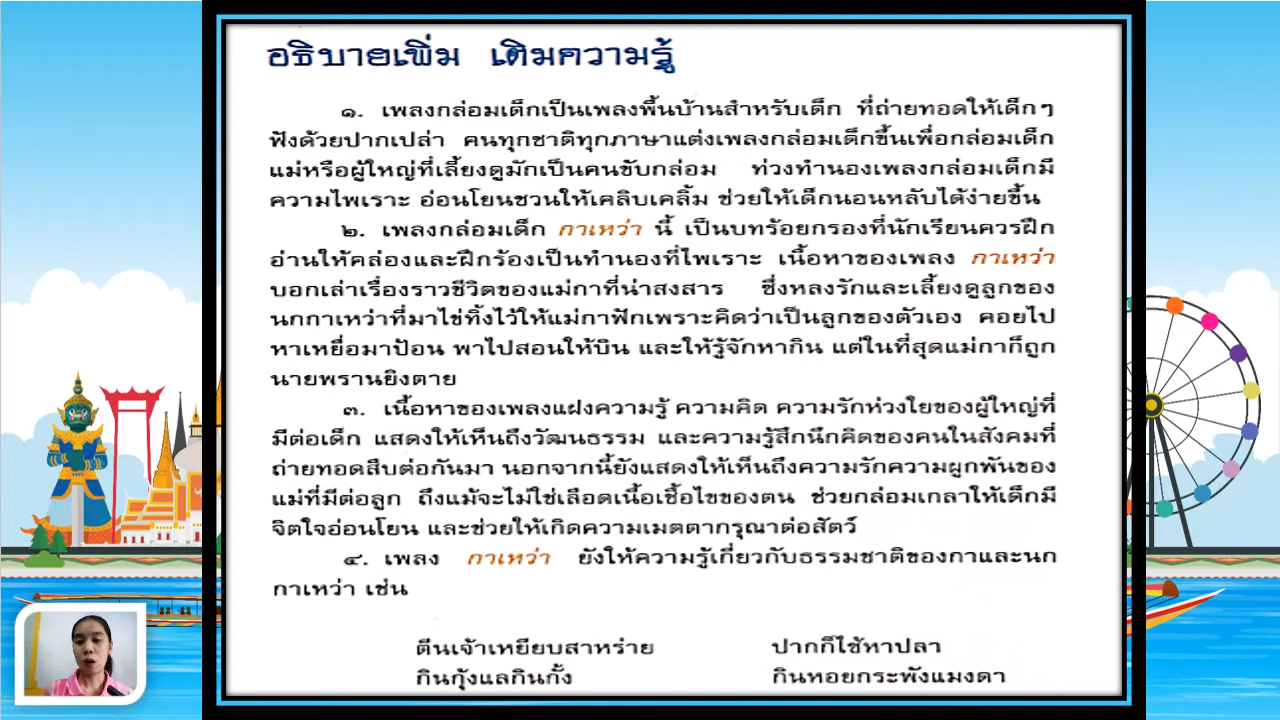 อธิบายเพิ่ม เติมความรู้
๑. เพลงกล่อมเด็กเป็นเพลงพื้นบ้านสำหรับเด็ก ที่ถ่ายทอดให้เด็กๆ
ฟังด้วยปากเปล่า คนทุกชาติทุกภาษาแต่งเพลงกล่อมเด็กขึ้นเพื่อกล่อมเด็ก
แม่หรือผู้ใหญ่ที่เลี้ยงดูมักเป็นคนขับกล่อม ท่วงทำนองเพลงกล่อมเด็กมี
ความไพเราะ อ่อนโยนชวนให้เคลิบเคลิ้ม ช่วยให้เด็กนอนหลับได้ง่ายขึ้น
๒. เพลงกล่อมเด็ก กาเหว่า นี้ เป็นบทร้อยกรองที่นักเรียนควรฝึก
อ่านให้คล่องและฝึกร้องเป็นทำนองที่ไพเราะ เนื้อหาของเพลง กาเหว่า
บอกเล่าเรื่องราวชีวิตของแม่กาที่น่าสงสาร ซึ่งหลงรักและเลี้ยงดูลูกของ
นกกาเหว่าที่มาไข่ทิ้งไว้ให้แม่กาฟักเพราะคิดว่าเป็นลูกของตัวเอง คอยไป
หาเหยื่อมาป้อน พาไปสอนให้บิน และให้รู้จักหากิน แต่ในที่สุดแม่กาก็ถูก
นายพรานยิงตาย
๓. เนื้อหาของเพลงแฝงความรู้ ความคิด ความรักห่วงใยของผู้ใหญ่ที่
มีต่อเด็ก แสดงให้เห็นถึงวัฒนธรรม และความรู้สึกนึกคิดของคนในสังคมที่
ถ่ายทอดสืบต่อกันมา นอกจากนี้ยังแสดงให้เห็นถึงความรักความผูกพันของ
แม่ที่มีต่อลูก ถึงแม้จะไม่ใช่เลือดเนื้อเชื้อไขของตน ช่วยกล่อมเกลาให้เด็กมี
จิตใจอ่อนโยน และช่วยให้เกิดความเมตตากรุณาต่อสัตว์
๔. เพลง กาเหว่า ยังให้ความรู้เกี่ยวกับธรรมชาติของกาและนก
กาเหว่า เช่น
ตีนเจ้าเหยียบสาหร่าย ปากก็ไซ้หาปลา
กินกุ้งแลกินกั้ง กินหอยกระพังแมงดา